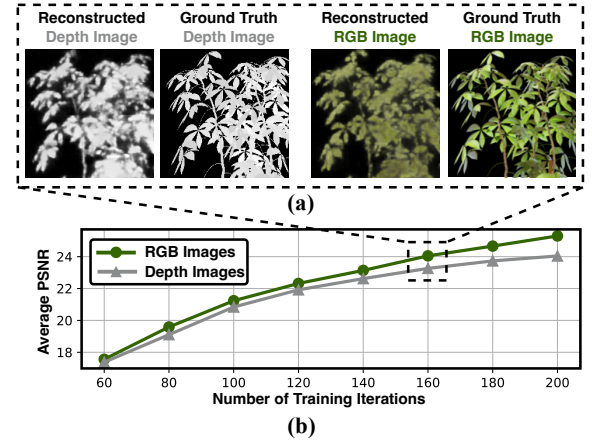 Reconstructed Ground Truth Reconstructed Ground Truth
Depth Image Depth Image RGB Image RGB Image
(a)
Average PSNR
24
22
20
18
RGB Images
Depth Images
60 80 100 120 140 160 180 200
Number of Training Iterations
(b)